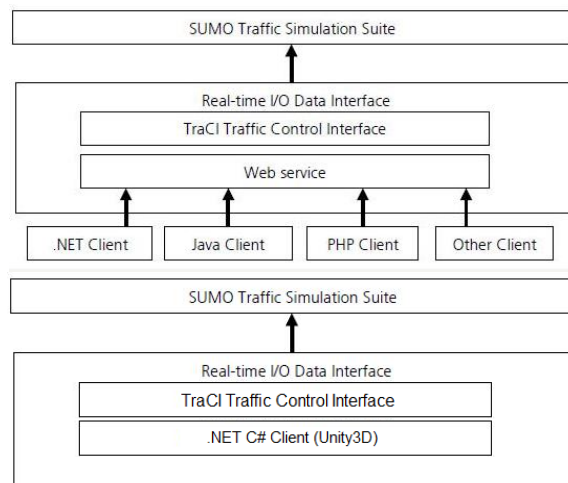 SUMO Traffic Simulation Suite
Real-time I/O Data Interface
TraCI Traffic Control Interface
Web service
.NET Client
Java Client
PHP Client
Other Client
SUMO Traffic Simulation Suite
Real-time I/O Data Interface
TraCI Traffic Control Interface
.NET C# Client (Unity3D)